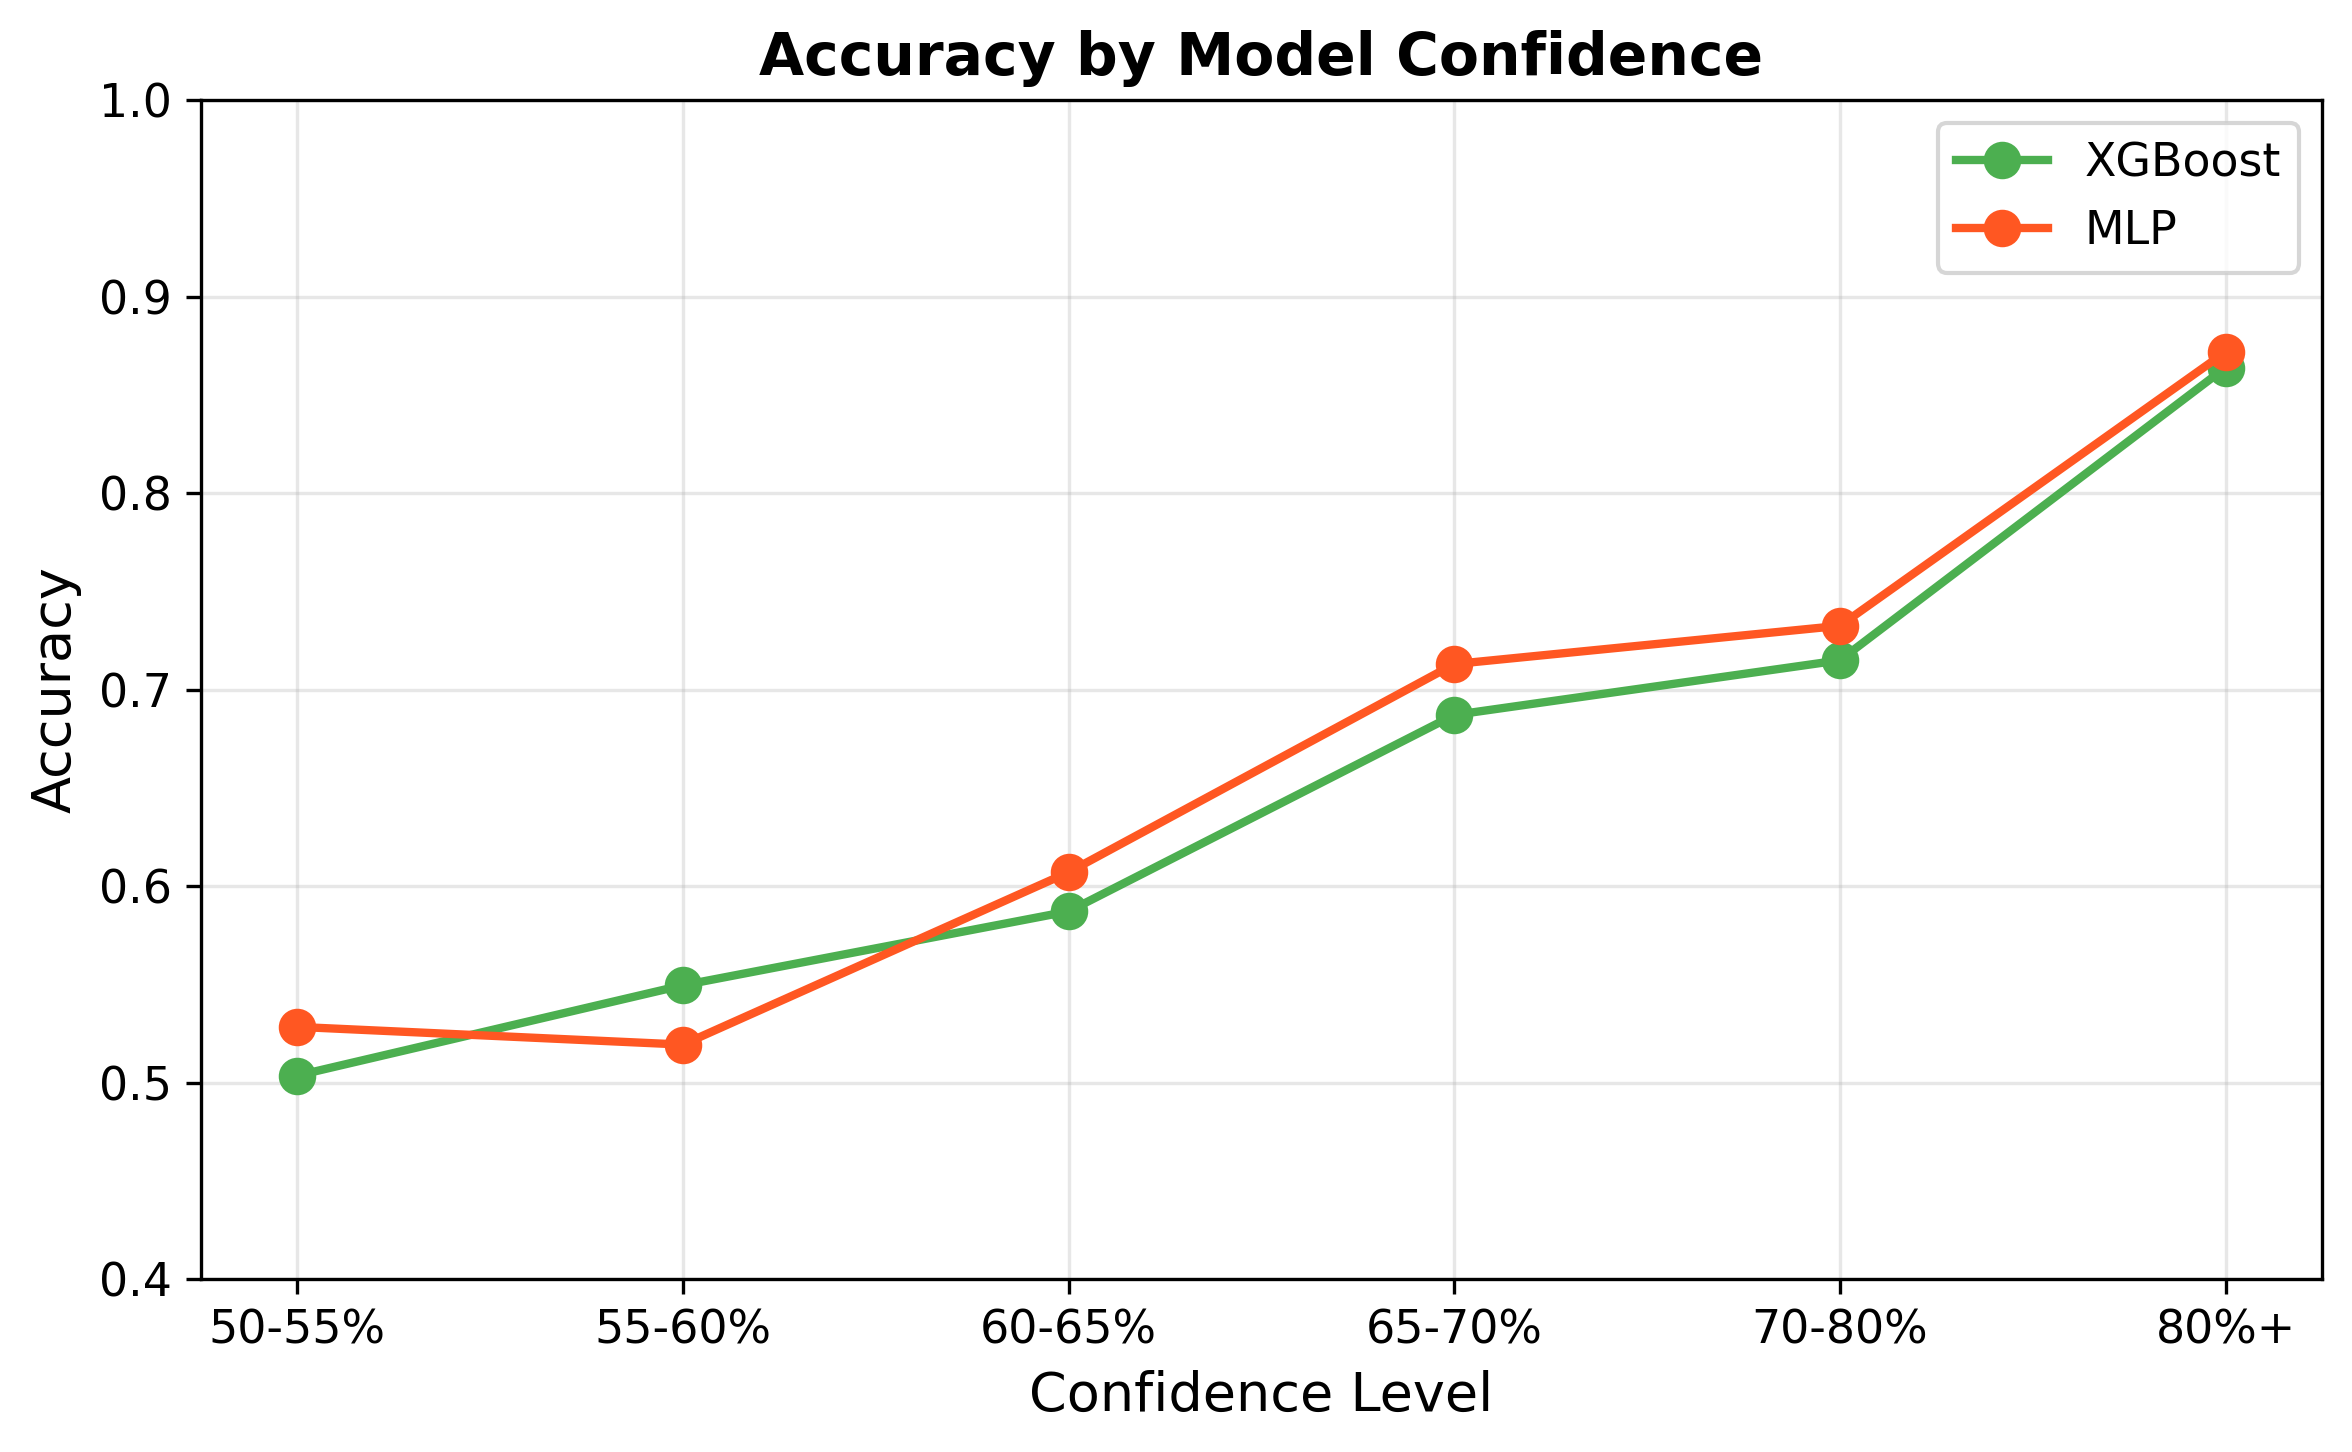 Accuracy by Model Confidence
XGBoost
MLP
Accuracy
1.0
0.9
0.8
0.7
0.6
0.5
0.4
50-55% 55-60% 60-65% 65-70% 70-80% 80%+
Confidence Level